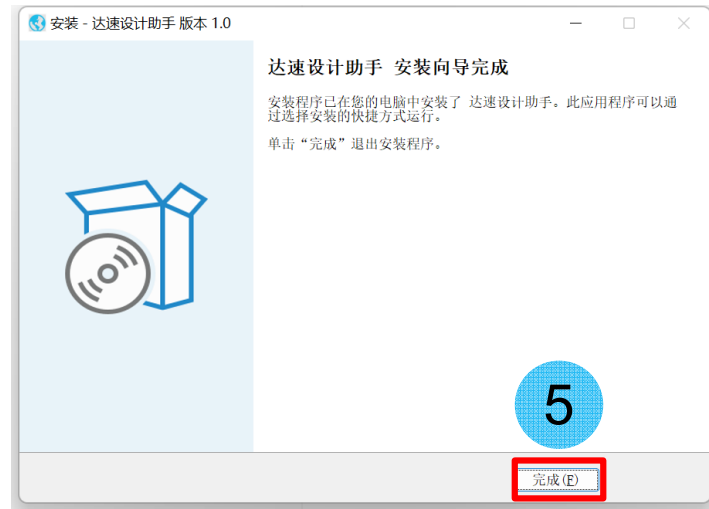 安装 - 达速设计助手 版本 1.0
达速设计助手 安装向导完成
安装程序已在您的电脑中安装了 达速设计助手。此应用程序可以通
过选择安装的快捷方式运行。
单击“完成”退出安装程序。
5
完成(F)